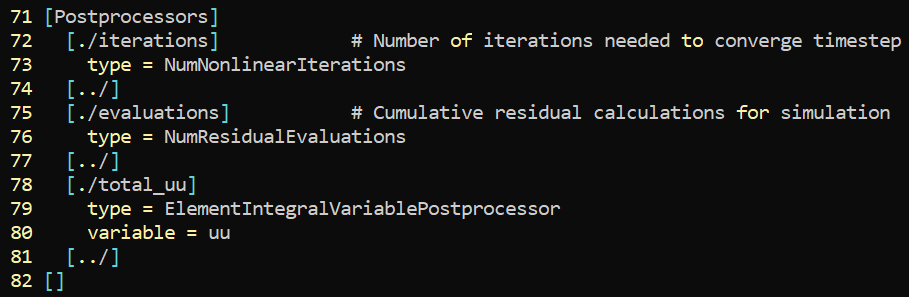 71 [Postprocessors]
72   [./iterations]            # Number of iterations needed to converge timestep
73     type = NumNonlinearIterations
74   [../]
75   [./evaluations]           # Cumulative residual calculations for simulation
76     type = NumResidualEvaluations
77   [../]
78   [./total_uu]
79     type = ElementIntegralVariablePostprocessor
80     variable = uu
81   [../]
82 []